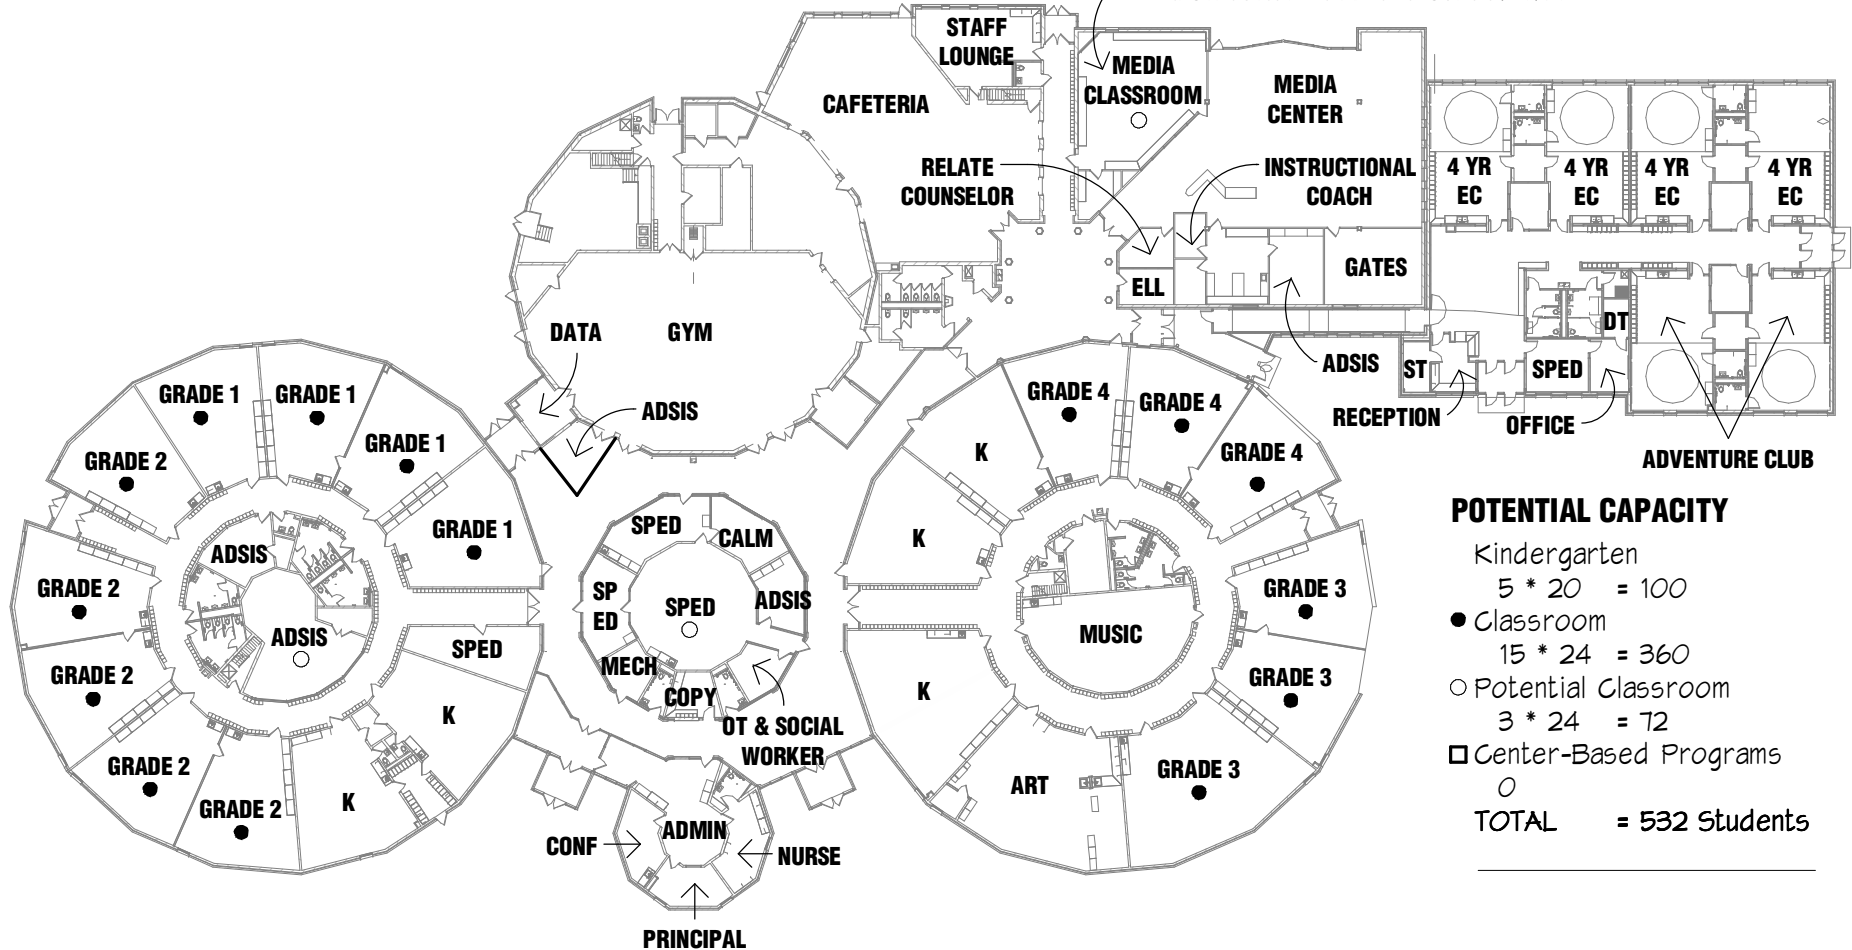 STAFF
LOUNGE
CAFETERIA
MEDIA
CLASSROOM
MEDIA
CENTER
RELATE
COUNSELOR
INSTRUCTIONAL
COACH
4 YR
EC
4 YR
EC
4 YR
EC
4 YR
EC
ELL
GATES
DATA
GYM
ADSIS
DT
ST
SPED
ADSIS
RECEPTION
OFFICE
ADVENTURE CLUB
GRADE 1
GRADE 1
GRADE 1
GRADE 2
GRADE 1
GRADE 2
GRADE 2
GRADE 2
GRADE 2
ADSIS
ADSIS
SPED
K
K
SPED
CALM
SP
ED
SPED
ADSIS
MECH
COPY
OT & SOCIAL
WORKER
GRADE 4
GRADE 4
GRADE 4
K
K
K
GRADE 3
GRADE 3
GRADE 3
MUSIC
ART
ADMIN
CONF
NURSE
PRINCIPAL
POTENTIAL CAPACITY
Kindergarten
5 * 20 = 100
Classroom
15 * 24 = 360
Potential Classroom
3 * 24 = 72
Center-Based Programs
0
TOTAL = 532 Students